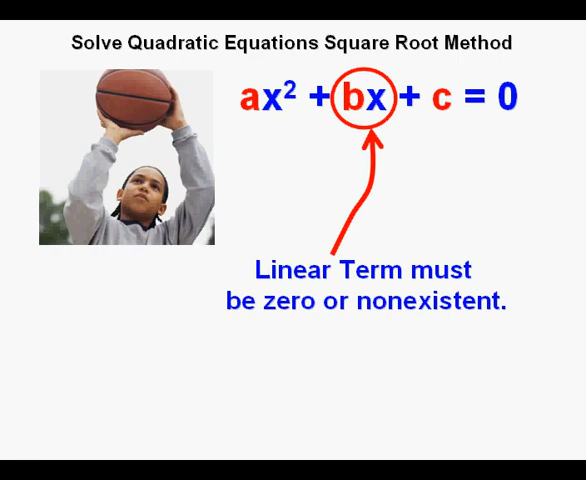 Solve Quadratic Equations Square Root Method
ax² + bx + c = 0
Linear Term must
be zero or nonexistent.